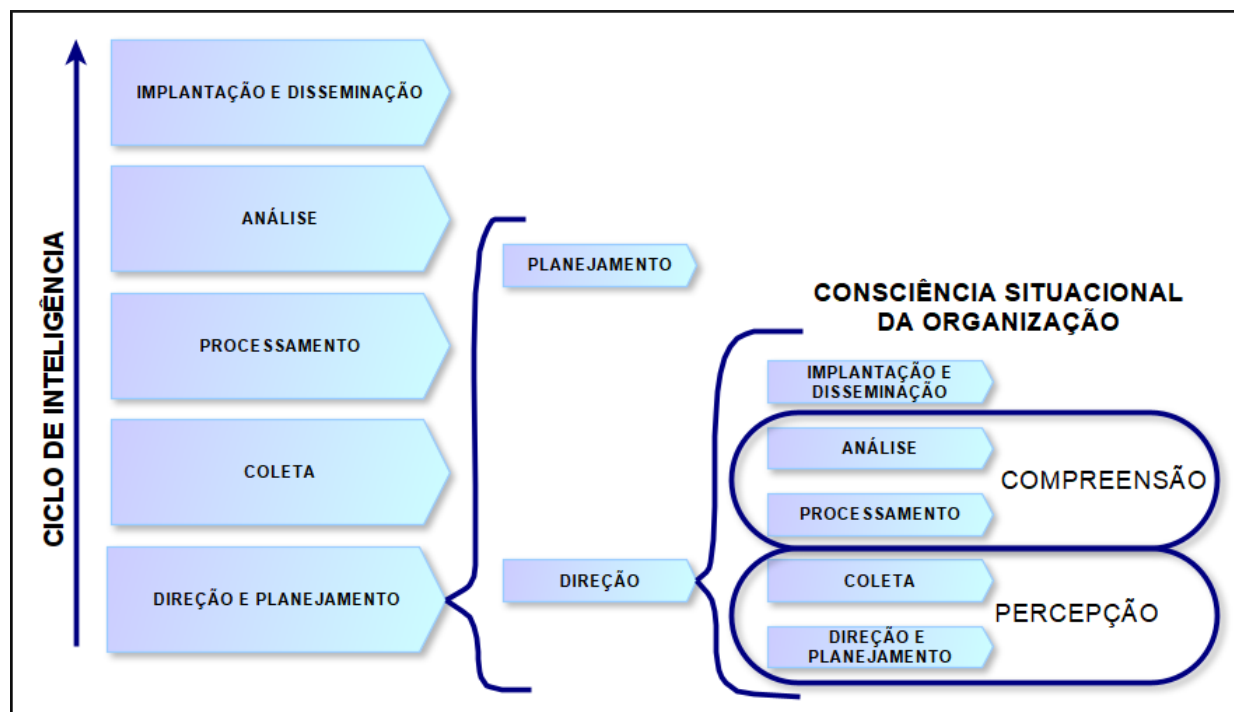 CICLO DE INTELIGÊNCIA
IMPLANTAÇÃO E DISSEMINAÇÃO
ANÁLISE
PROCESSAMENTO
COLETA
DIREÇÃO E PLANEJAMENTO
PLANEJAMENTO
DIREÇÃO
CONSCIÊNCIA SITUACIONAL
DA ORGANIZAÇÃO
IMPLANTAÇÃO E
DISSEMINAÇÃO
ANÁLISE
PROCESSAMENTO
COMPREENSÃO
COLETA
DIREÇÃO E
PLANEJAMENTO
PERCEPÇÃO